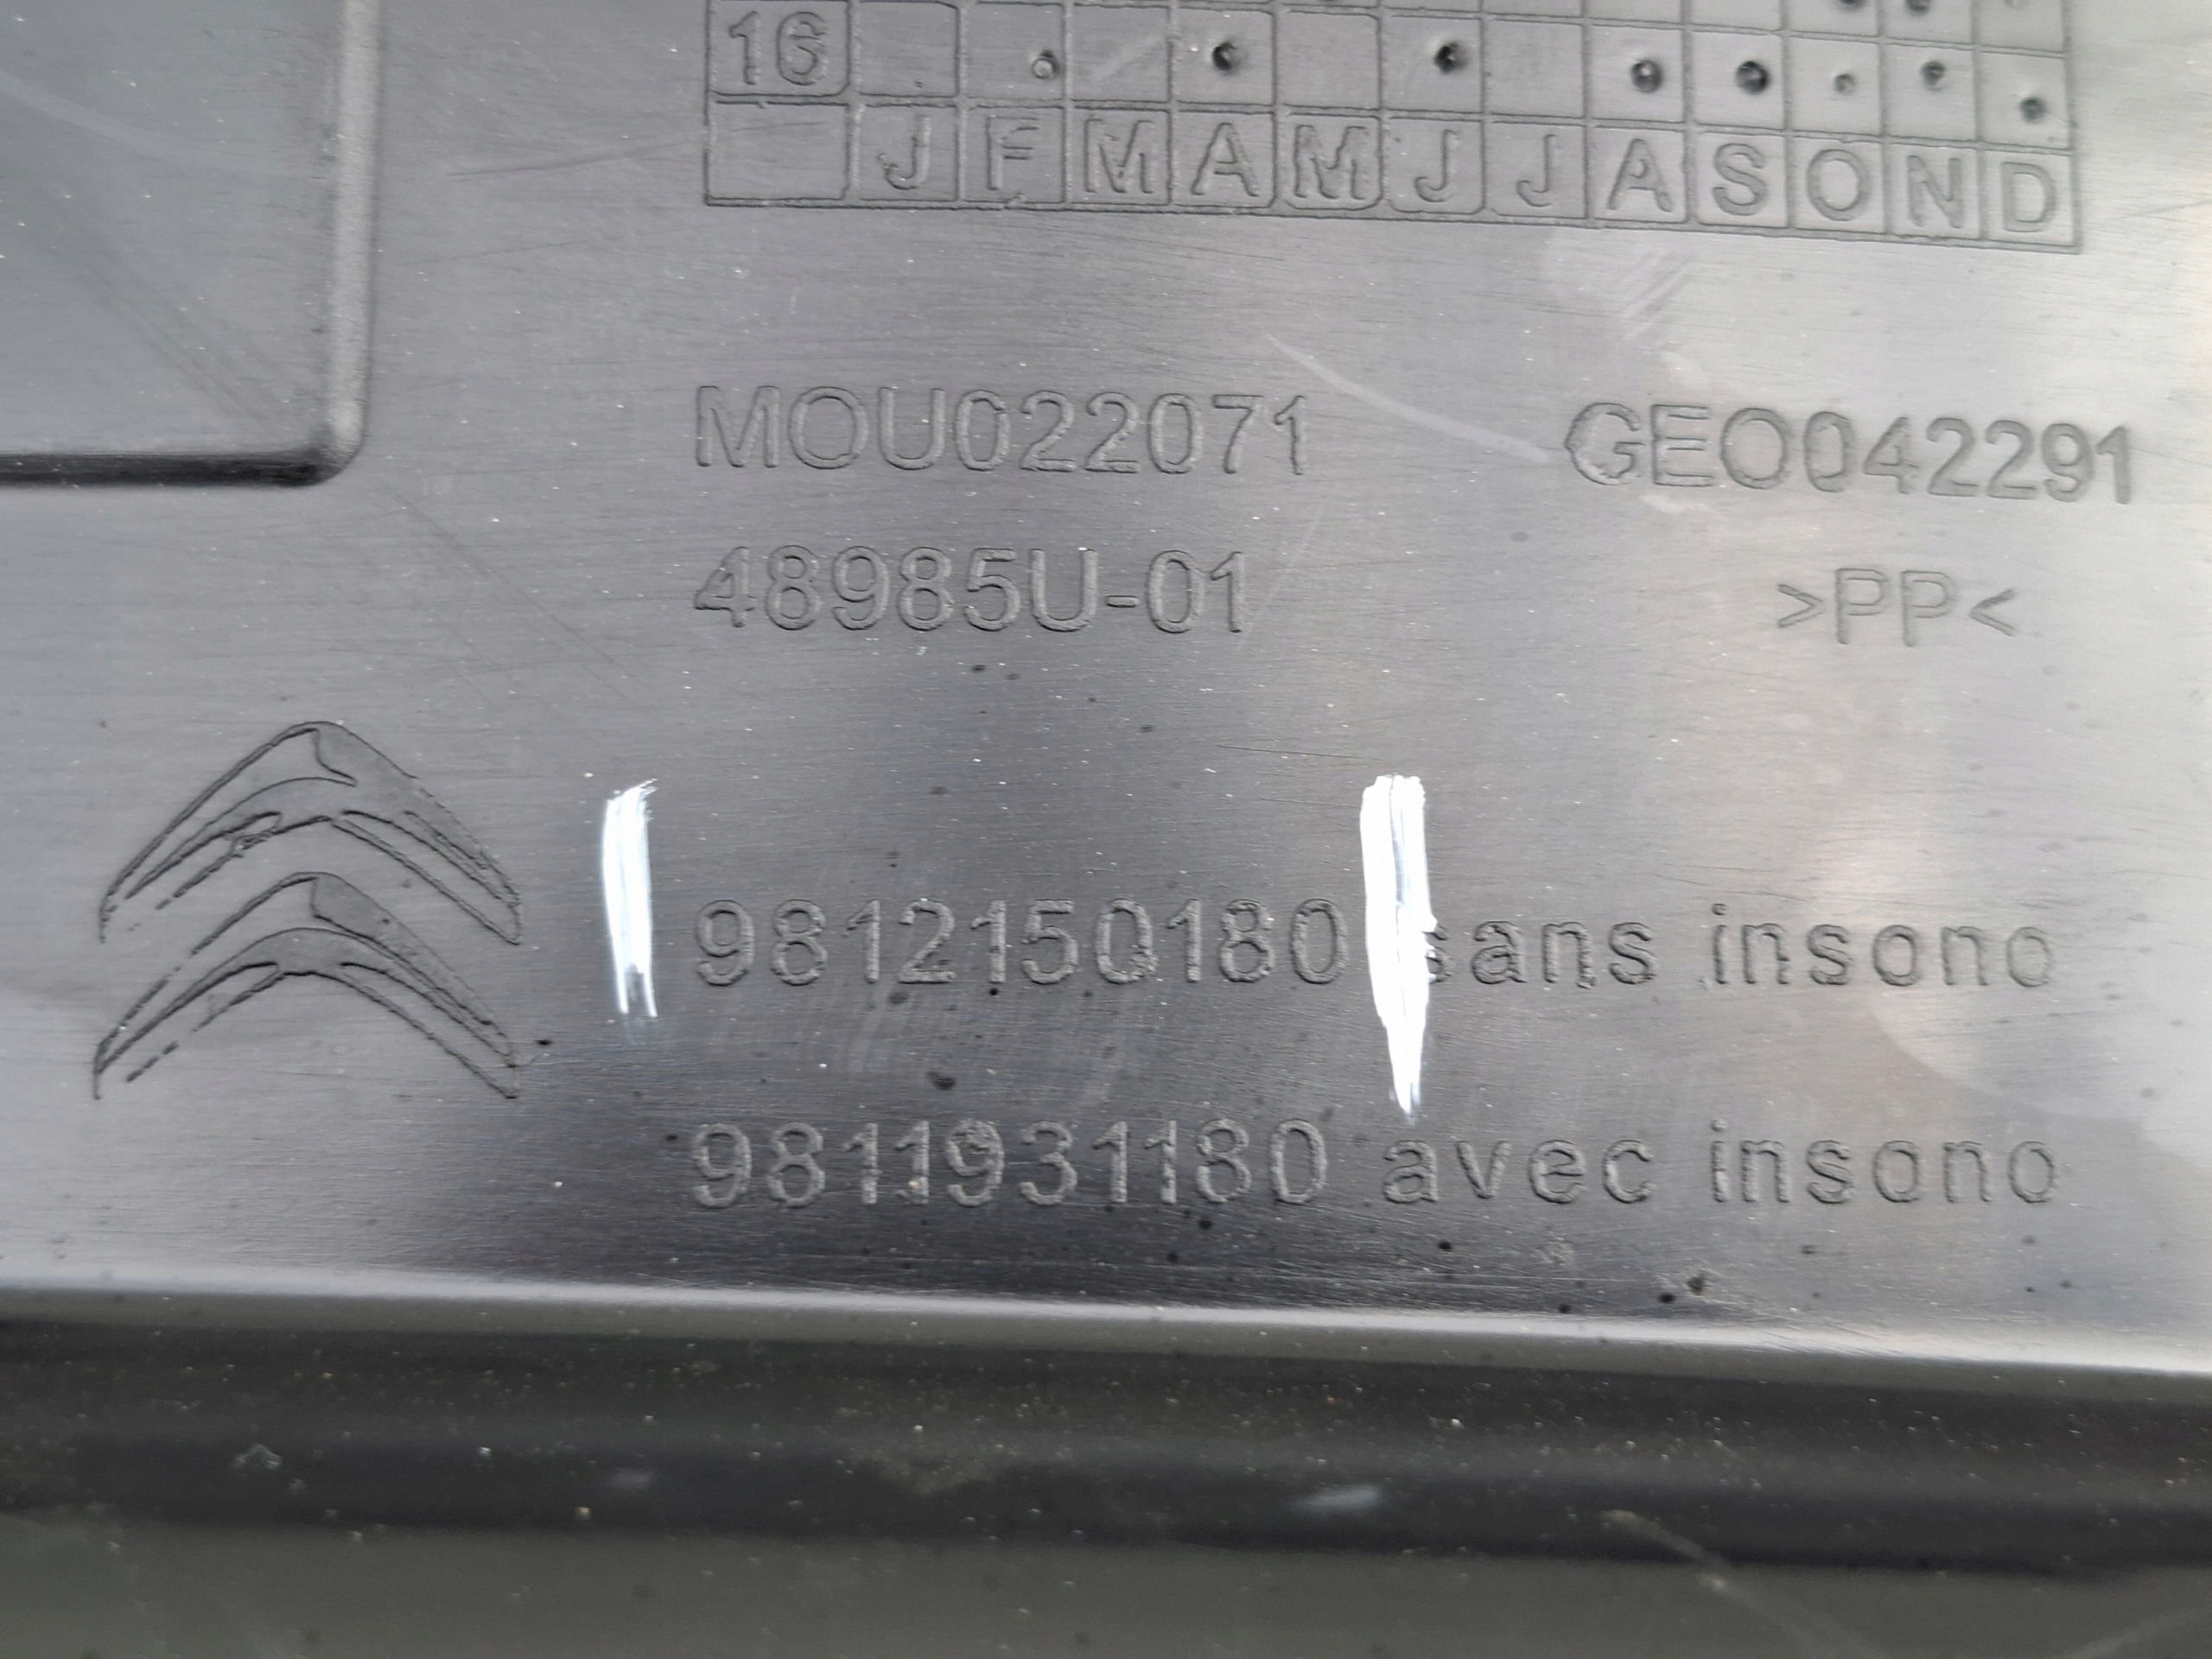 16
J F M A M J J A S O N D
MOU022071 GEO042291
48985U-01 >PP<
9812150180 sans insono
9811931180 avec insono